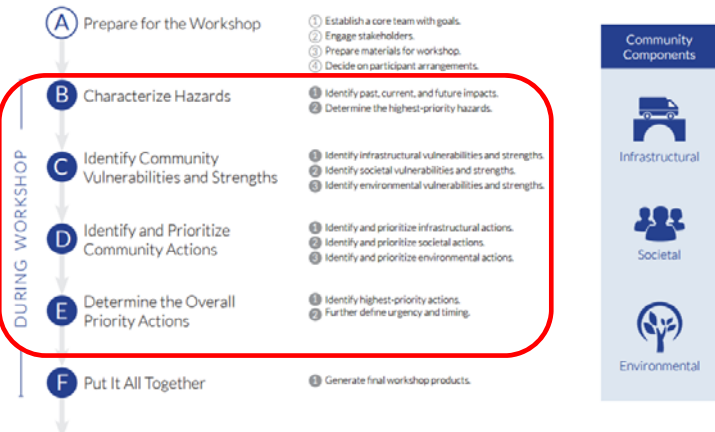 A Prepare for the Workshop
1 Establish a core team with goals.
2 Engage stakeholders.
3 Prepare materials for workshop.
4 Decide on participant arrangements.
DURING WORKSHOP
B Characterize Hazards
1 Identify past, current, and future impacts.
2 Determine the highest-priority hazards.
C Identify Community
Vulnerabilities and Strengths
1 Identify infrastructural vulnerabilities and strengths.
2 Identify societal vulnerabilities and strengths.
3 Identify environmental vulnerabilities and strengths.
D Identify and Prioritize
Community Actions
1 Identify and prioritize infrastructural actions.
2 Identify and prioritize societal actions.
3 Identify and prioritize environmental actions.
E Determine the Overall
Priority Actions
1 Identify highest-priority actions.
2 Further define urgency and timing.
F Put It All Together
1 Generate final workshop products.
Community
Components
Infrastructural
Societal
Environmental